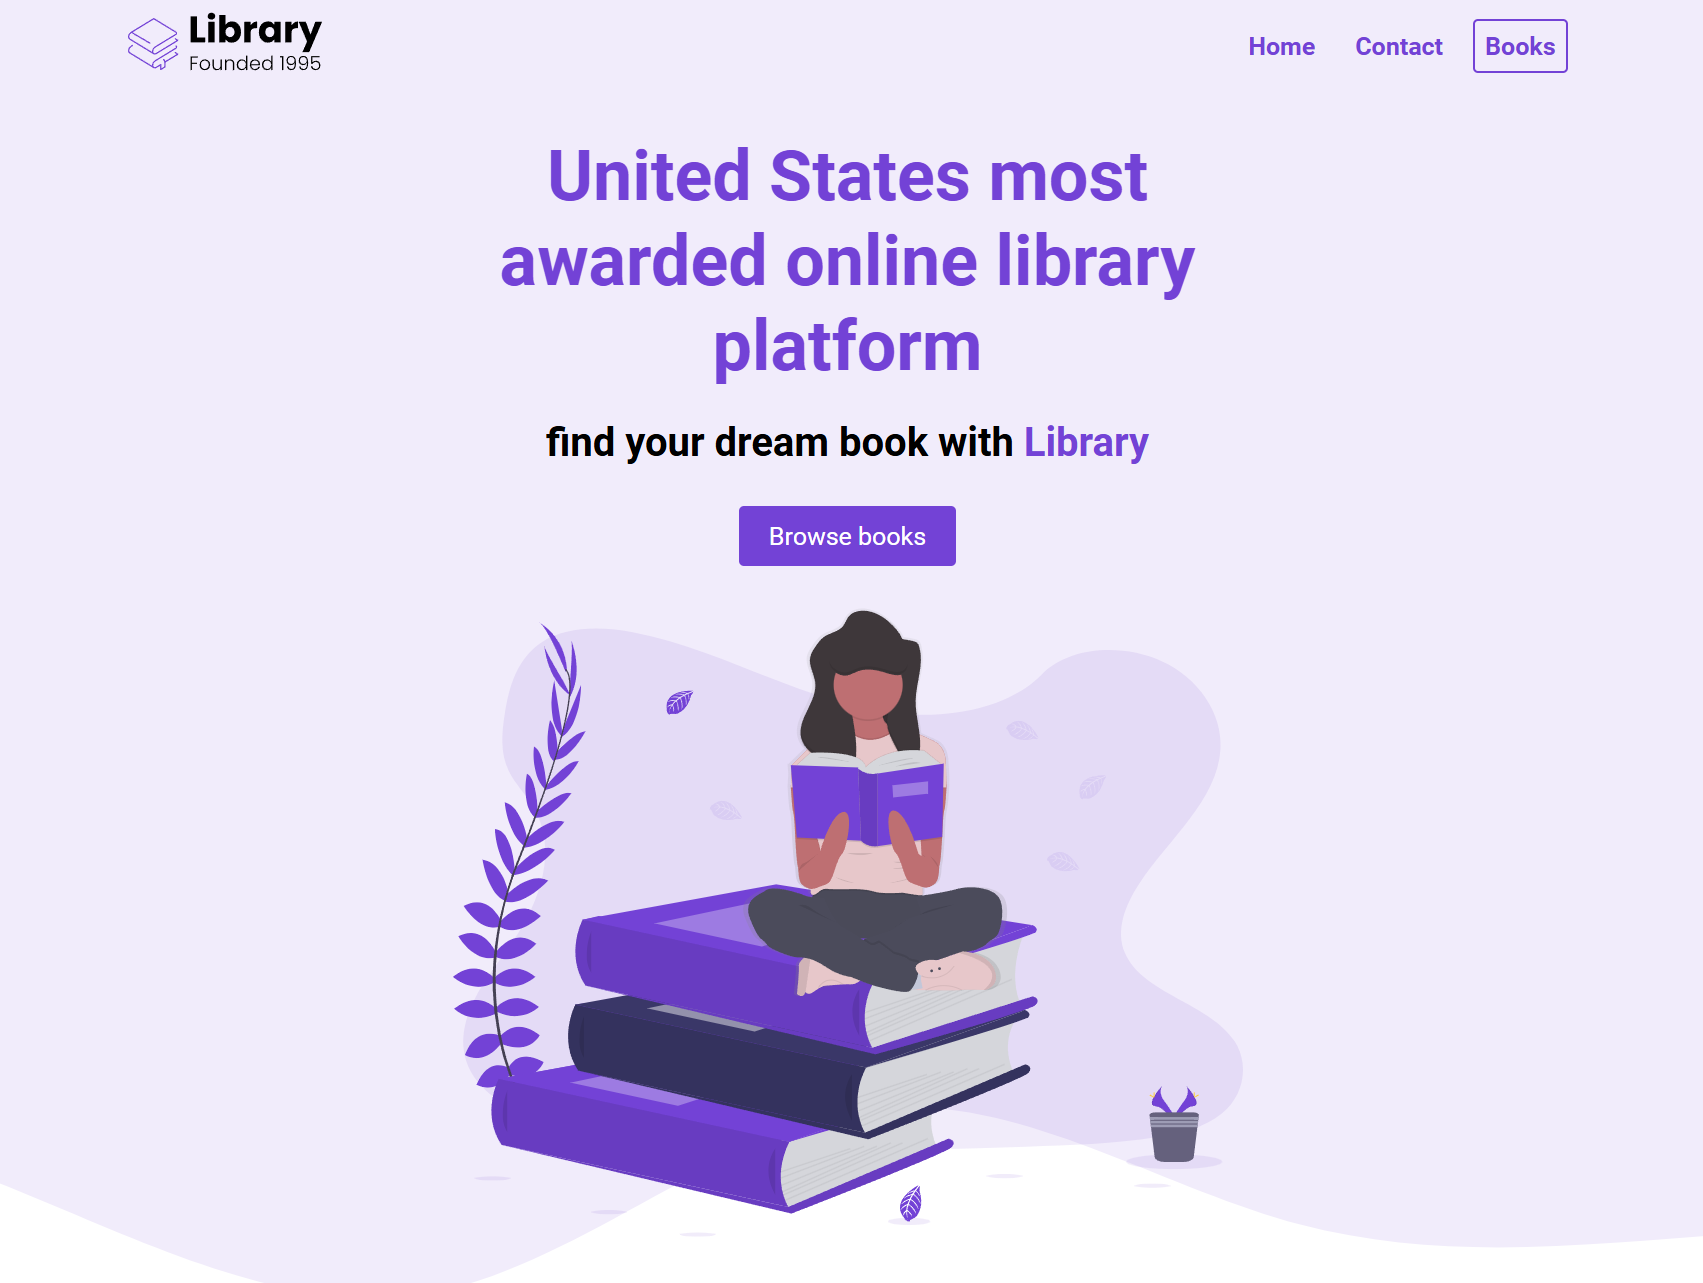 Library
Founded 1995
Home
Contact
Books
United States most
awarded online library
platform
find your dream book with Library
Browse books